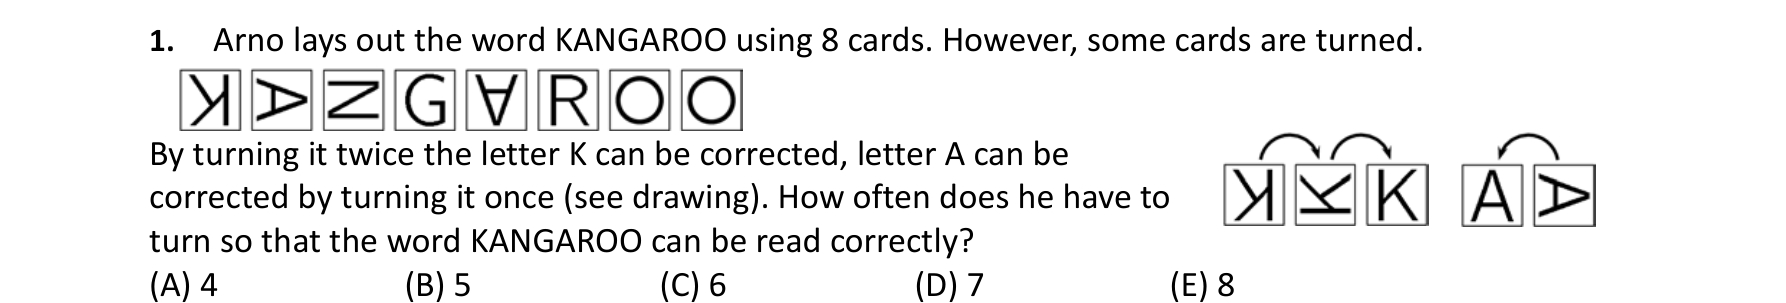 1. Arno lays out the word KANGAROO using 8 cards. However, some cards are turned.
K A N G A R O O
By turning it twice the letter K can be corrected, letter A can be
corrected by turning it once (see drawing). How often does he have to
turn so that the word KANGAROO can be read correctly?
K K K A A
(A) 4 (B) 5 (C) 6 (D) 7 (E) 8